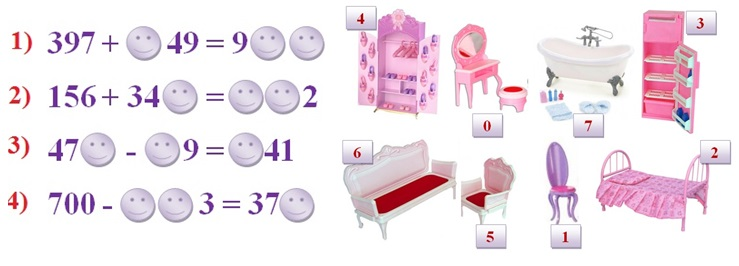 1) 397 + 😊 49 = 9 😊😊
2) 156 + 34 😊 = 😊😊 2
3) 47 😊 - 😊 9 = 😊 41
4) 700 - 😊😊 3 = 37 😊
4
3
0
7
6
2
5
1